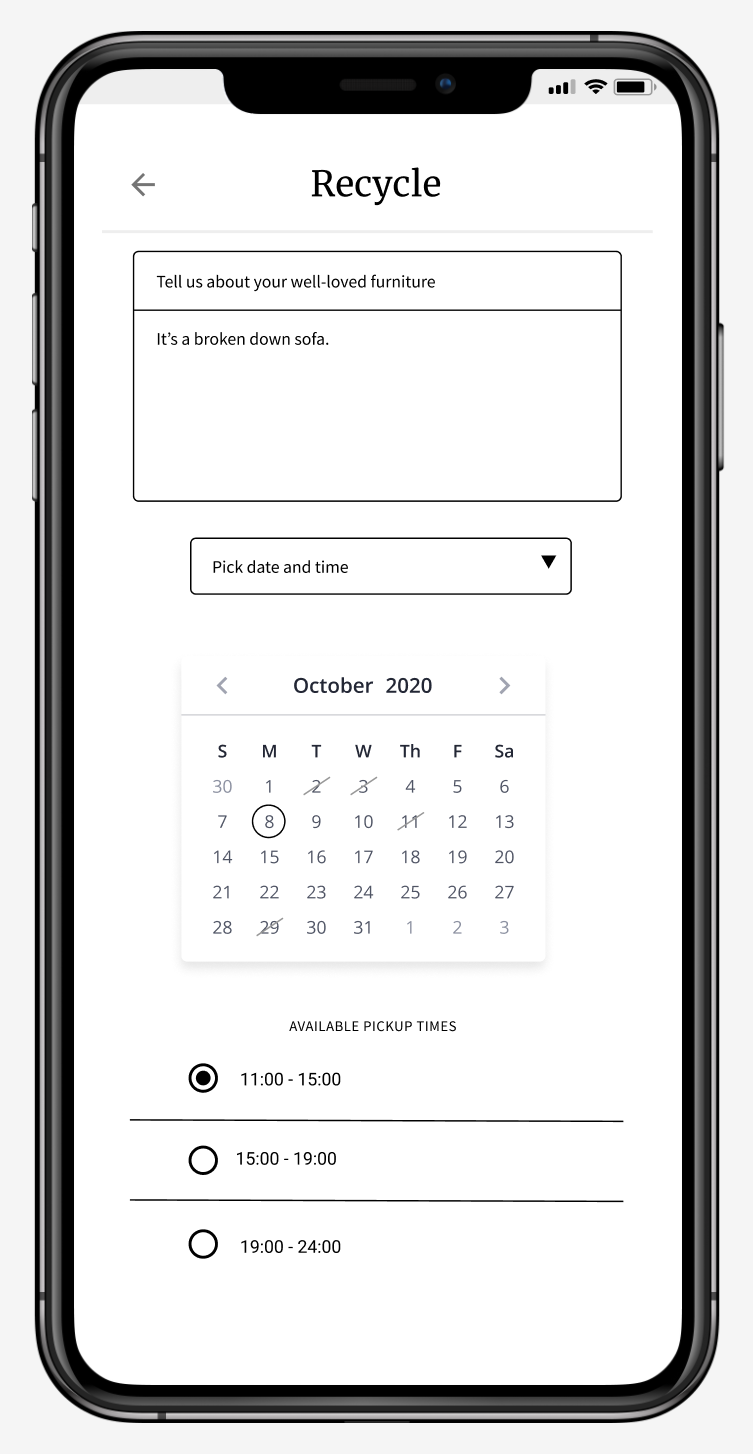 Recycle
Tell us about your well-loved furniture
It's a broken down sofa.
Pick date and time
October 2020
S M T W Th F Sa
30 1 2 3 4 5 6
7 8 9 10 11 12 13
14 15 16 17 18 19 20
21 22 23 24 25 26 27
28 29 30 31 1 2 3
AVAILABLE PICKUP TIMES
11:00 - 15:00
15:00 - 19:00
19:00 - 24:00